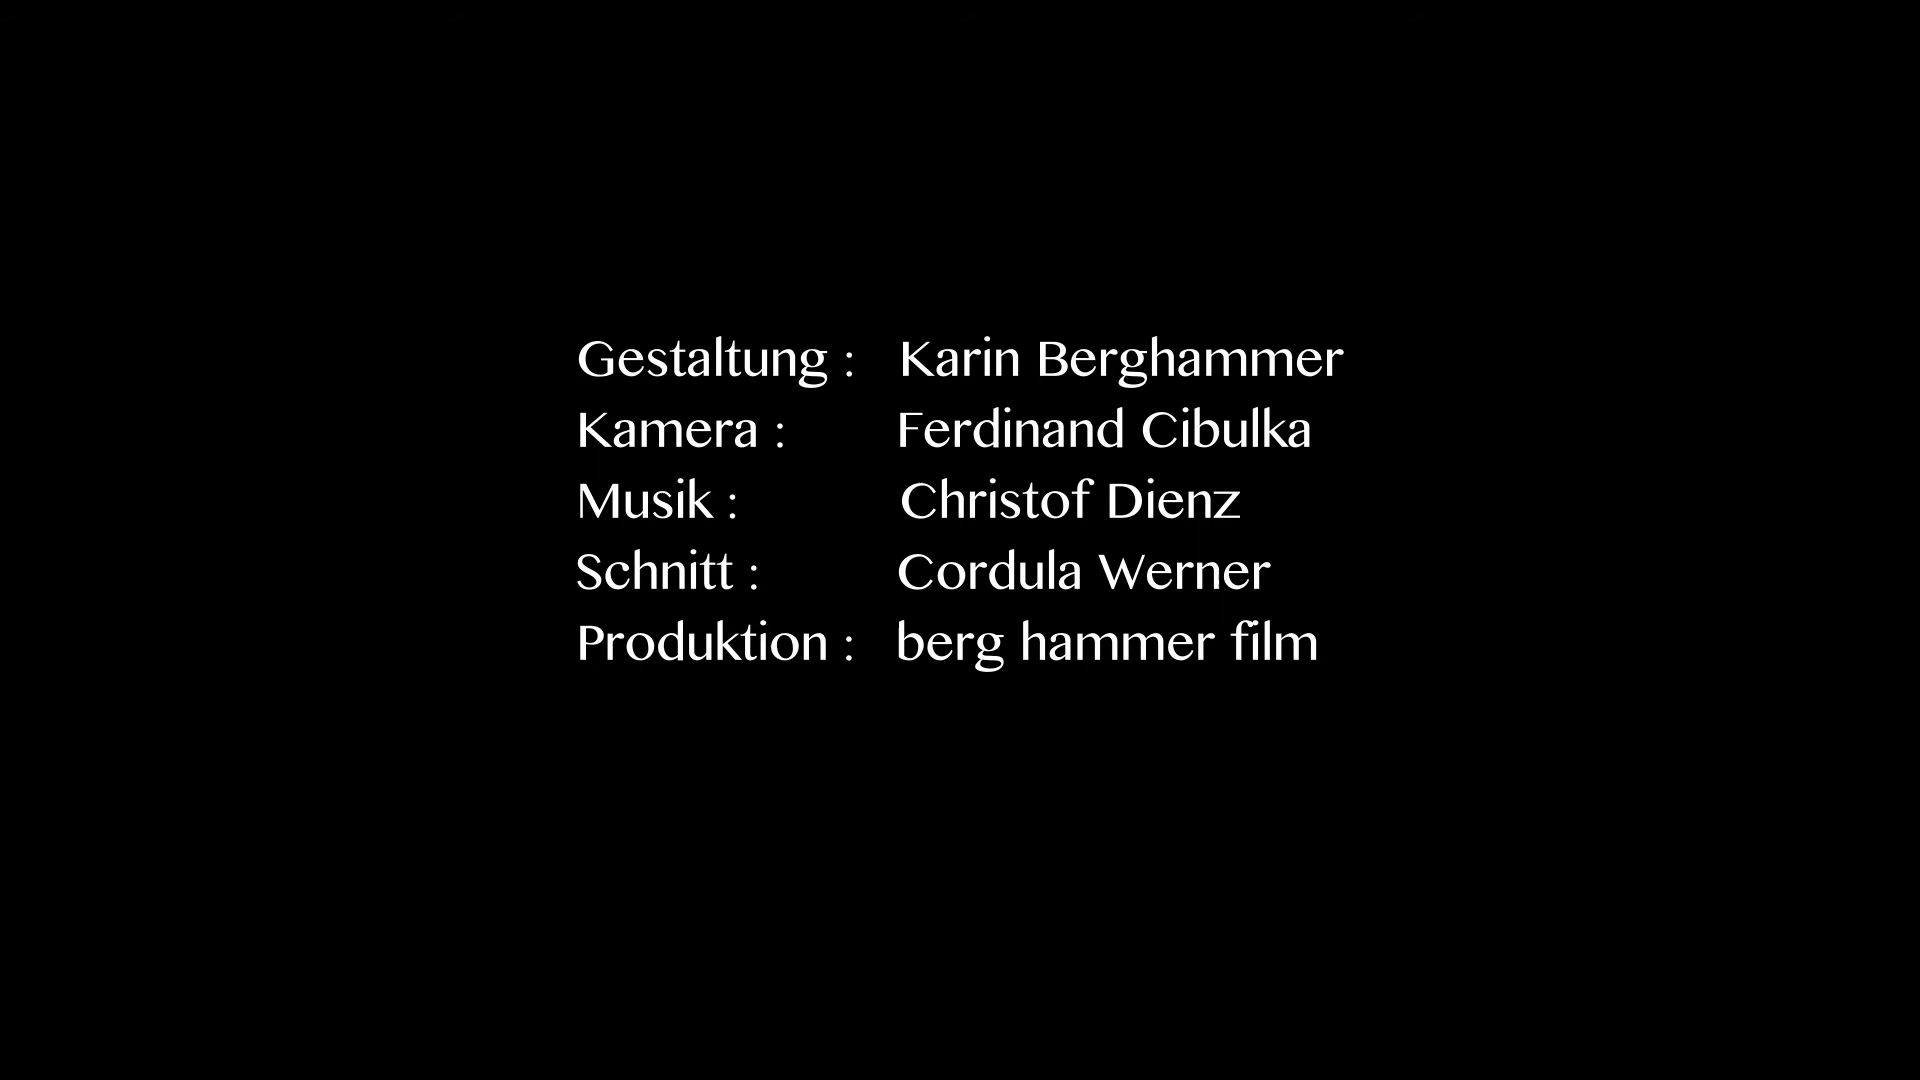 Gestaltung : Karin Berghammer
Kamera : Ferdinand Cibulka
Musik : Christof Dienz
Schnitt : Cordula Werner
Produktion : berg hammer film